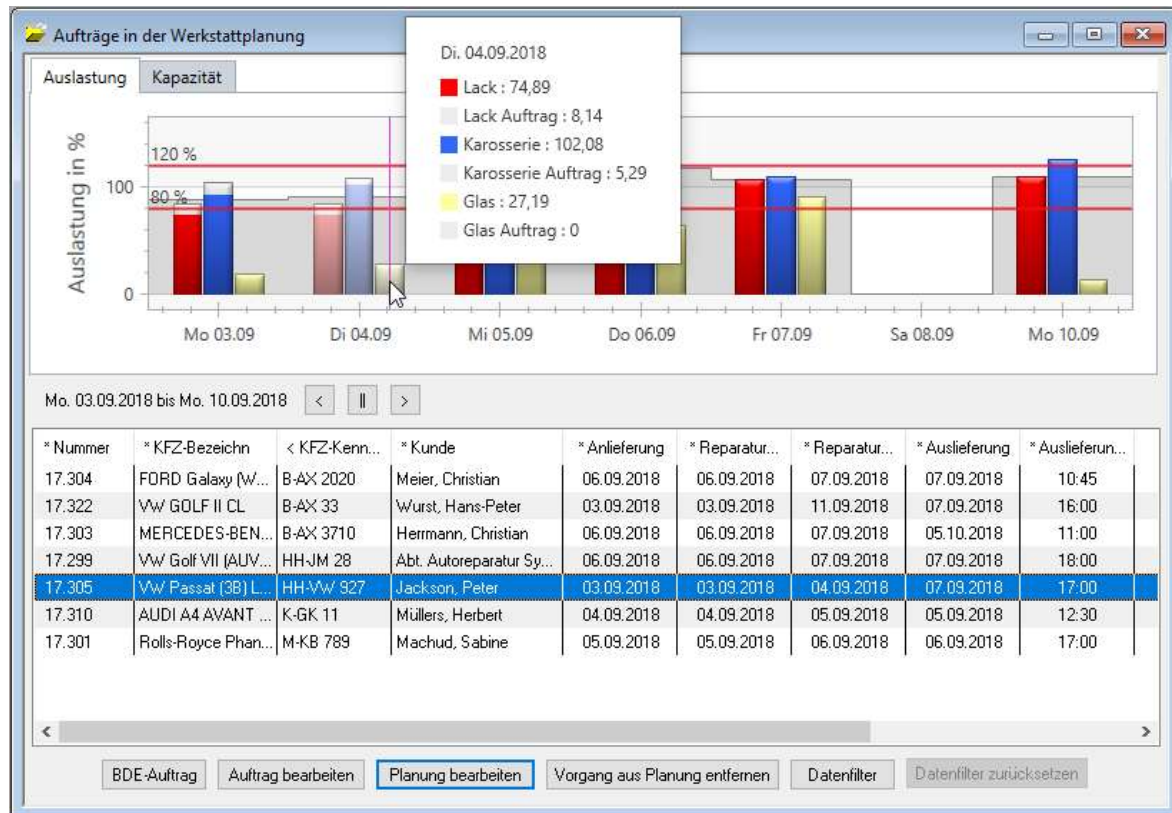 Aufträge in der Werkstattplanung
Auslastung Kapazität
Di. 04.09.2018
Lack : 74,89
Lack Auftrag : 8,14
Karosserie : 102,08
Karosserie Auftrag : 5,29
Glas : 27,19
Glas Auftrag : 0
Auslastung in %
120 %
100
80 %
0
Mo 03.09 Di 04.09 Mi 05.09 Do 06.09 Fr 07.09 Sa 08.09 Mo 10.09
Mo. 03.09.2018 bis Mo. 10.09.2018 < || >
* Nummer * KFZ-Bezeichn < KFZ-Kenn... * Kunde * Anlieferung * Reparatur... * Reparatur... * Auslieferung * Auslieferun...
17.304 FORD Galaxy (W... B-AX 2020 Meier, Christian 06.09.2018 06.09.2018 07.09.2018 07.09.2018 10:45
17.322 VW GOLF II CL B-AX 33 Wurst, Hans-Peter 03.09.2018 03.09.2018 11.09.2018 07.09.2018 16:00
17.303 MERCEDES-BEN... B-AX 3710 Herrmann, Christian 06.09.2018 06.09.2018 07.09.2018 05.10.2018 11:00
17.299 VW Golf VII (AUV... HH-JM 28 Abt. Autoreparatur Sy... 06.09.2018 06.09.2018 07.09.2018 07.09.2018 18:00
17.305 VW Passat (3B) L... HH-VW 927 Jackson, Peter 03.09.2018 03.09.2018 04.09.2018 07.09.2018 17:00
17.310 AUDI A4 AVANT ... K-GK 11 Müllers, Herbert 04.09.2018 04.09.2018 05.09.2018 05.09.2018 12:30
17.301 Rolls-Royce Phan... M-KB 789 Machud, Sabine 05.09.2018 05.09.2018 06.09.2018 06.09.2018 17:00
BDE-Auftrag Auftrag bearbeiten Planung bearbeiten Vorgang aus Planung entfernen Datenfilter Datenfilter zurücksetzen